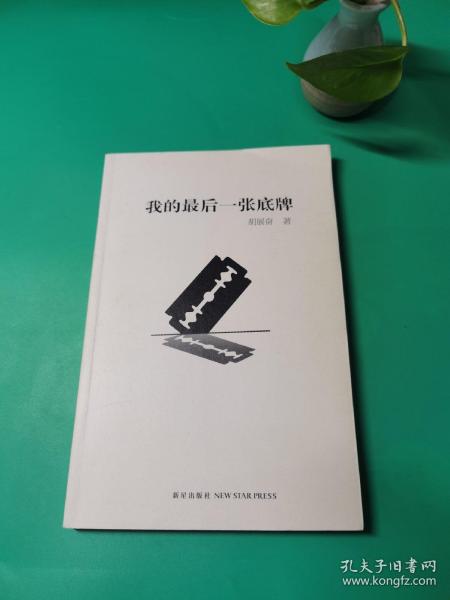 我的最后一张底牌
胡展奋 著
新星出版社 NEW STAR PRESS
孔夫子旧书网
www.kongfz.com